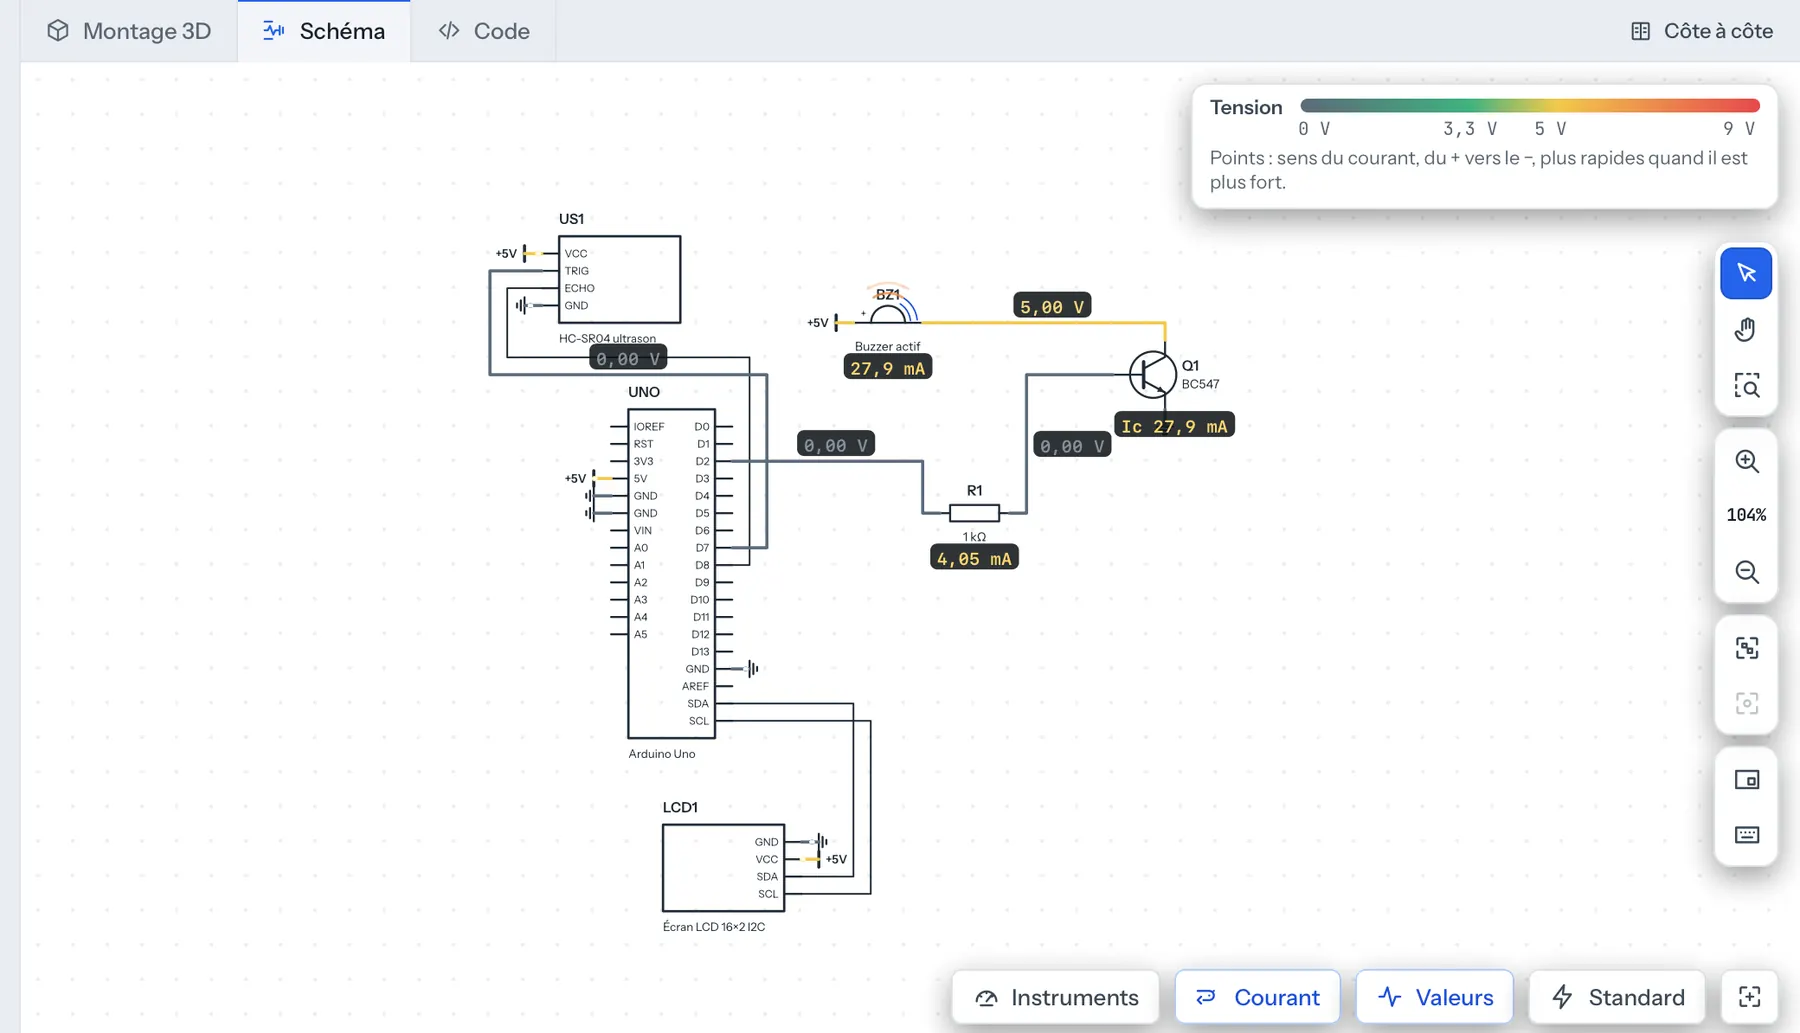 Montage 3D
Schéma
Code
Côte à côte
Tension
0 V
3,3 V
5 V
9 V
Points : sens du courant, du + vers le −, plus rapides quand il est
plus fort.
US1
+5V
VCC
TRIG
ECHO
GND
HC-SR04 ultrason
0,00 V
BZ1
+
+5V
5,00 V
Buzzer actif
27,9 mA
Q1
BC547
Ic 27,9 mA
0,00 V
0,00 V
R1
1 kΩ
4,05 mA
UNO
IOREF D0
RST D1
3V3 D2
+5V 5V D3
GND D4
GND D5
VIN D6
A0 D7
A1 D8
A2 D9
A3 D10
A4 D11
A5 D12
D13
GND
AREF
SDA
SCL
Arduino Uno
LCD1
GND
VCC +5V
SDA
SCL
Écran LCD 16×2 I2C
104%
Instruments
Courant
Valeurs
Standard